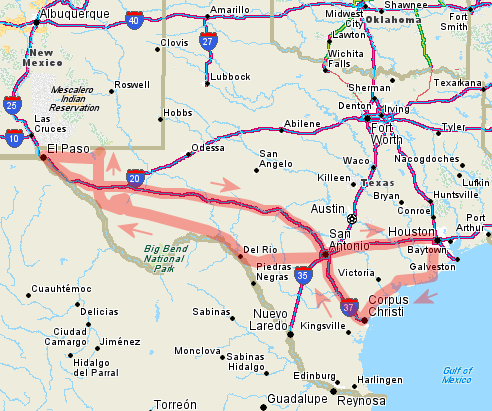 Albuquerque
Amarillo
40
Midwest
City
Shawnee
Oklahoma
Fort
Smith
Lawton
Clovis
27
New
Mexico
Wichita
Falls
Lubbock
Sherman
Texarkana
Mescalero
Indian
Reservation
Roswell
25
Denton
Irving
Hobbs
Las
Cruces
Abilene
Fort
Worth
Tyler
10
El Paso
Odessa
Nacogdoches
San
Angelo
Waco
20
Killeen
Texas
Lufkin
Huntsville
Bryan
Conroe
Austin
Port
Arthur
San
Antonio
Houston
Baytown
Galveston
Big Bend
National
Park
Del Rio
Piedras
Negras
35
Victoria
Cuauhtémoc
37
Corpus
Christi
Delicias
Nuevo
Laredo
Kingsville
Sabinas
Ciudad
Camargo
Jiménez
Monclova
Sabinas
Hidalgo
Hidalgo
del Parral
Gulf of
Mexico
Edinburg
Harlingen
Reynosa
Guadalupe
Torreón